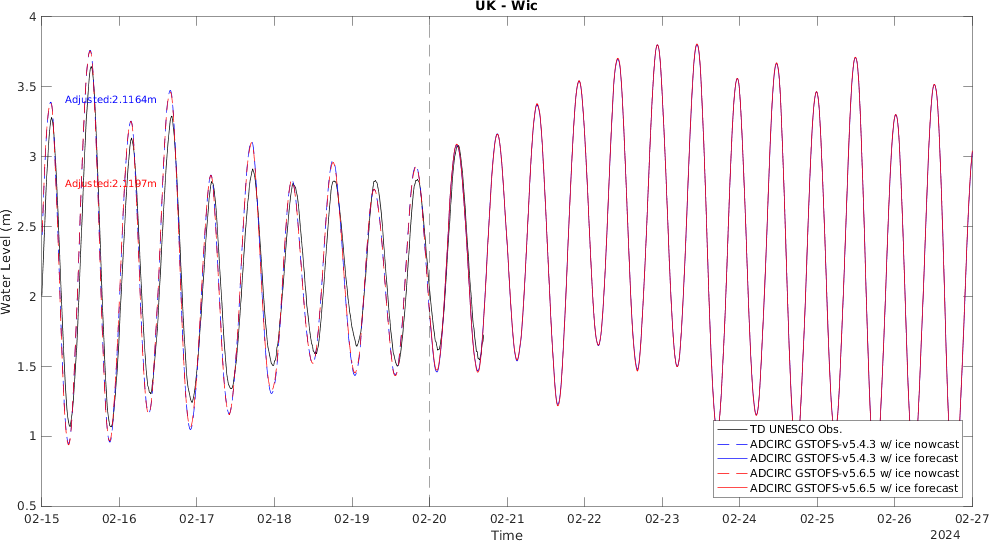 UK - Wic
4
3.5
3
2.5
2
1.5
1
0.5
Water Level (m)
Adjusted:2.1164m
Adjusted:2.1197m
TD UNESCO Obs.
ADCIRC GSTOFS-v5.4.3 w/ ice nowcast
ADCIRC GSTOFS-v5.4.3 w/ ice forecast
ADCIRC GSTOFS-v5.6.5 w/ ice nowcast
ADCIRC GSTOFS-v5.6.5 w/ ice forecast
02-15 02-16 02-17 02-18 02-19 02-20 02-21 02-22 02-23 02-24 02-25 02-26 02-27
Time
2024